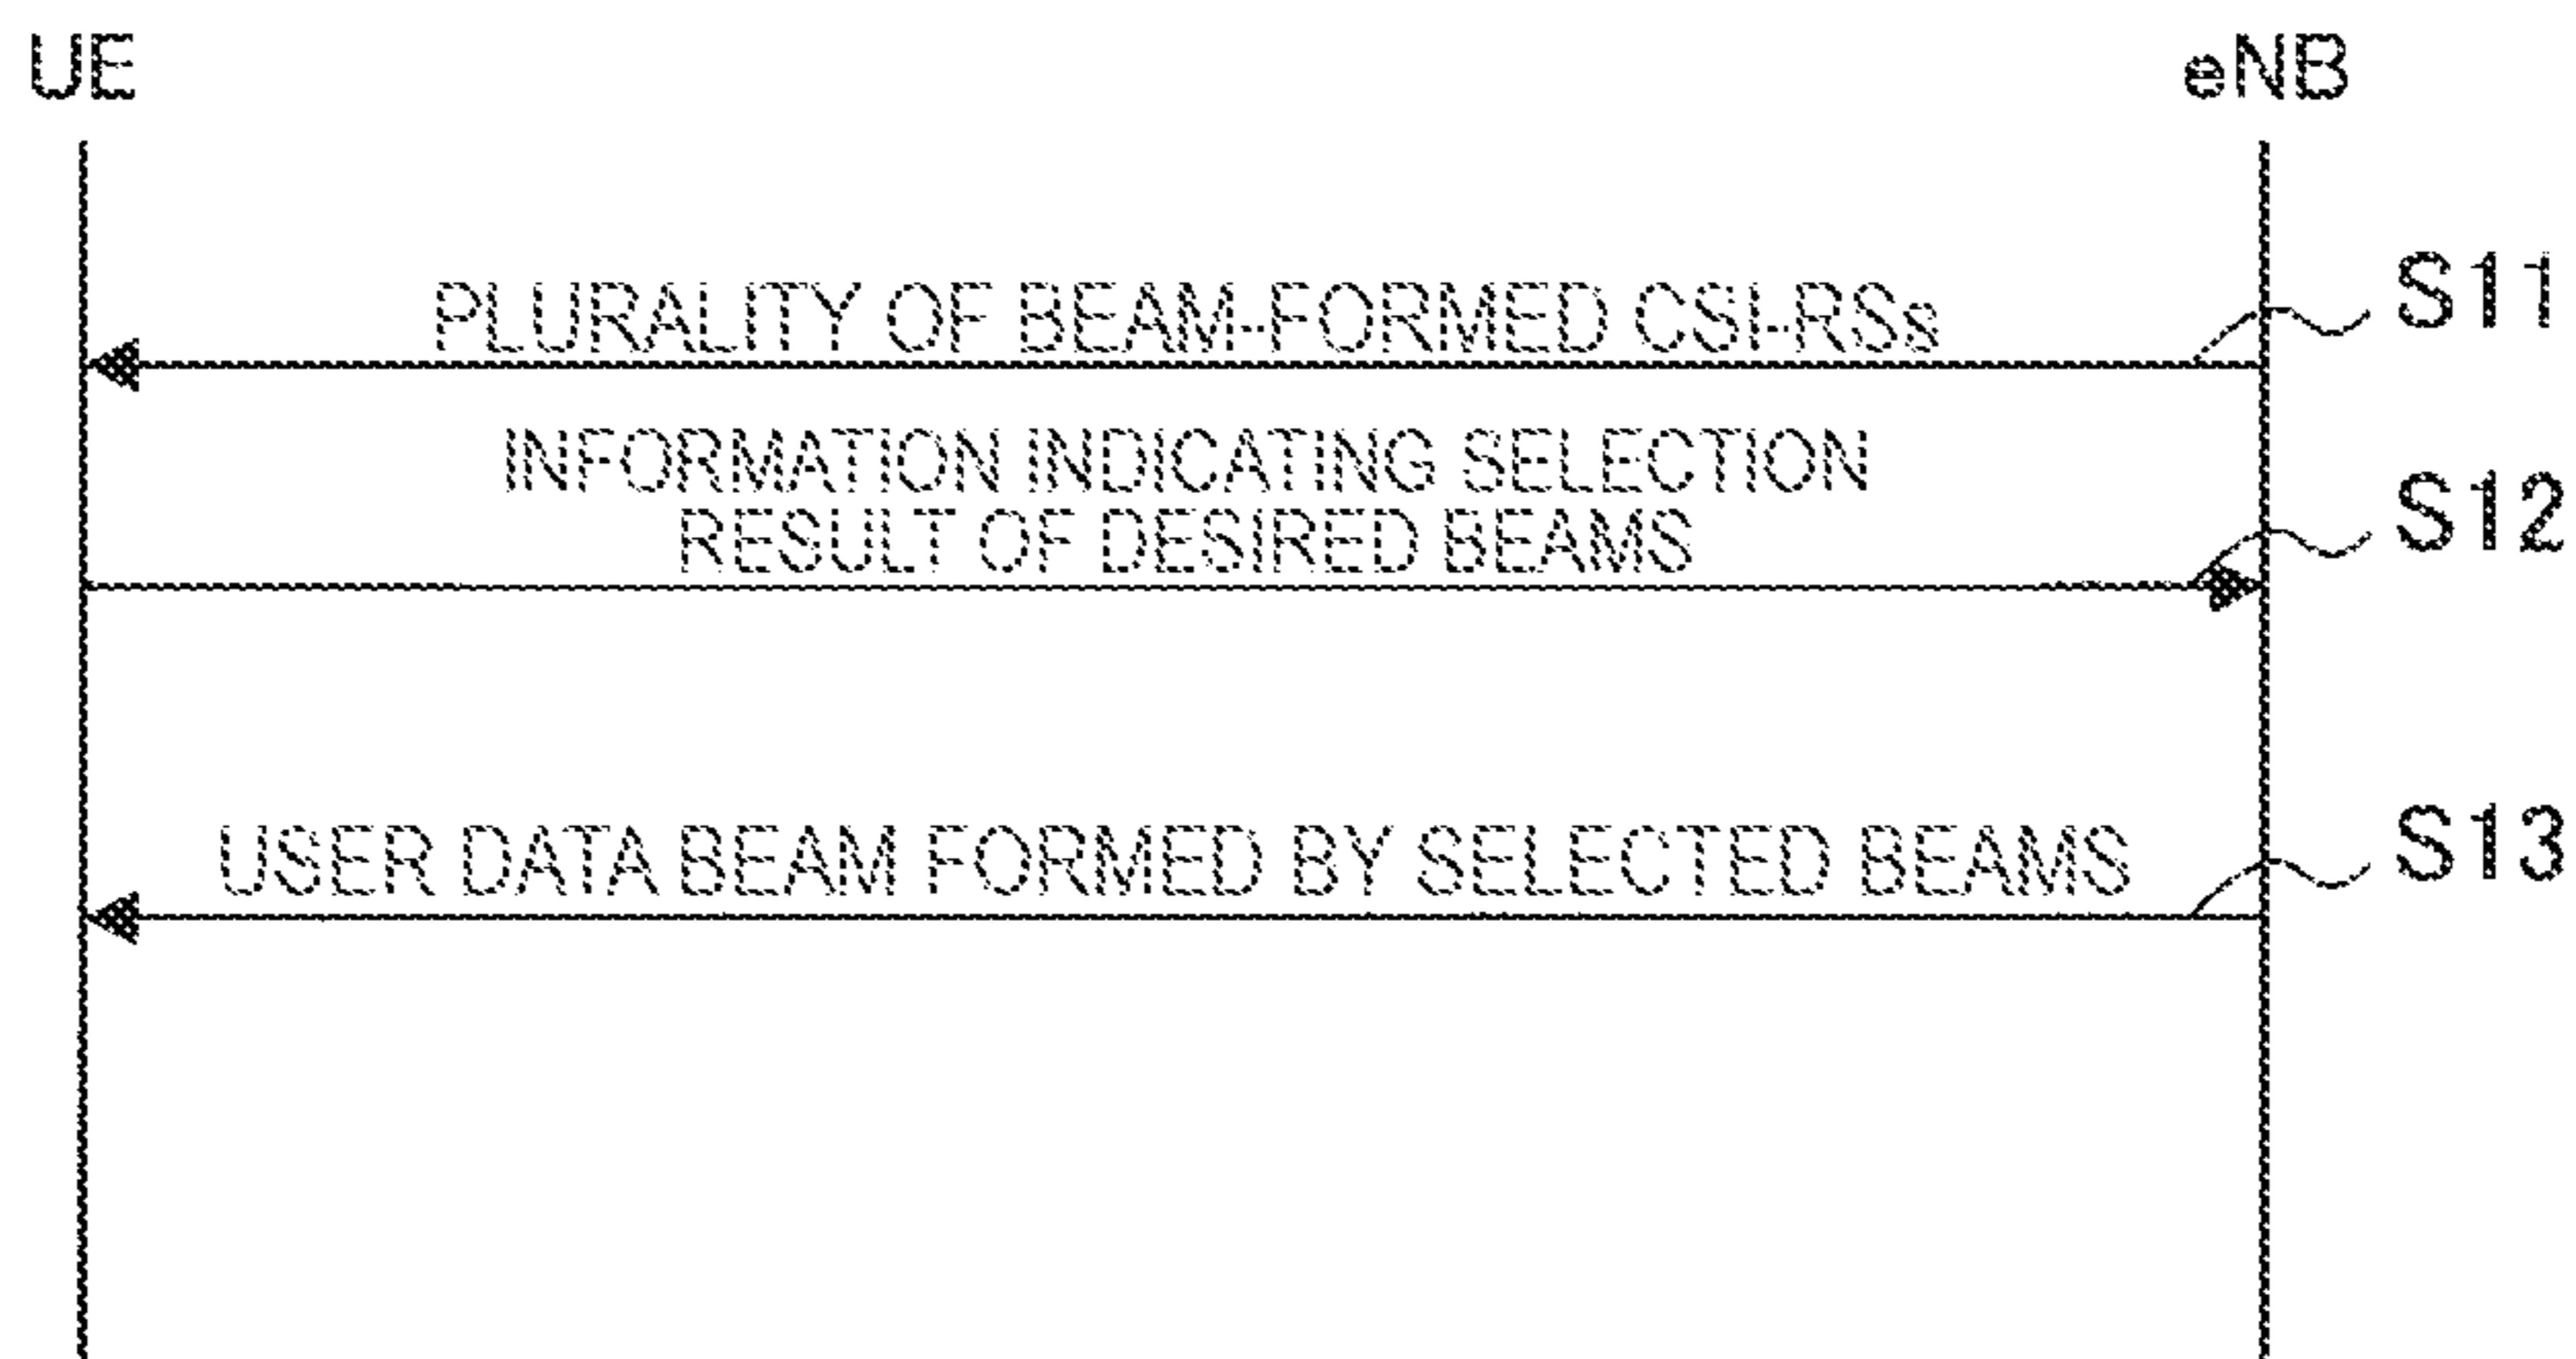 UE
eNB
PLURALITY OF BEAM-FORMED CSI-RSs
S11
INFORMATION INDICATING SELECTION
RESULT OF DESIRED BEAMS
S12
USER DATA BEAM FORMED BY SELECTED BEAMS
S13